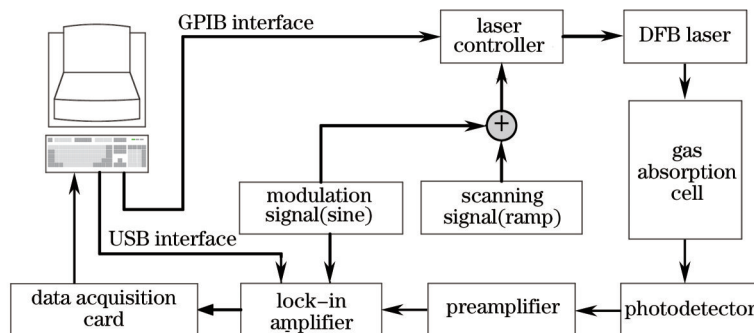 GPIB interface
laser
controller
DFB laser
+
gas
absorption
cell
modulation
signal(sine)
scanning
signal(ramp)
USB interface
data acquisition
card
lock-in
amplifier
preamplifier
photodetector